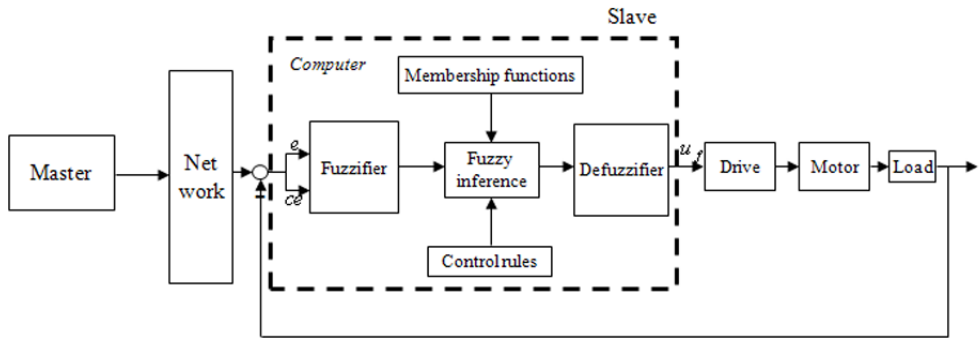 Slave
Computer
Membership functions
Master
Net
work
e
ce
Fuzzifier
Fuzzy
inference
Defuzzifier
u f
Drive
Motor
Load
Control rules